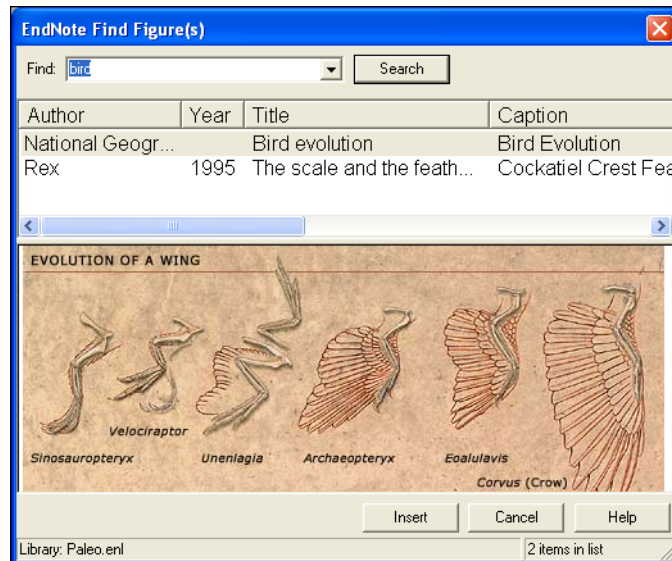 EndNote Find Figure(s)
Find: bird Search
Author Year Title Caption
National Geogr... Bird evolution Bird Evolution
Rex 1995 The scale and the feath... Cockatiel Crest Fea
EVOLUTION OF A WING
Velociraptor
Sinosauropteryx Unenlagia Archaeopteryx Eoalulavis
Corvus (Crow)
Insert Cancel Help
Library: Paleo.enl 2 items in list